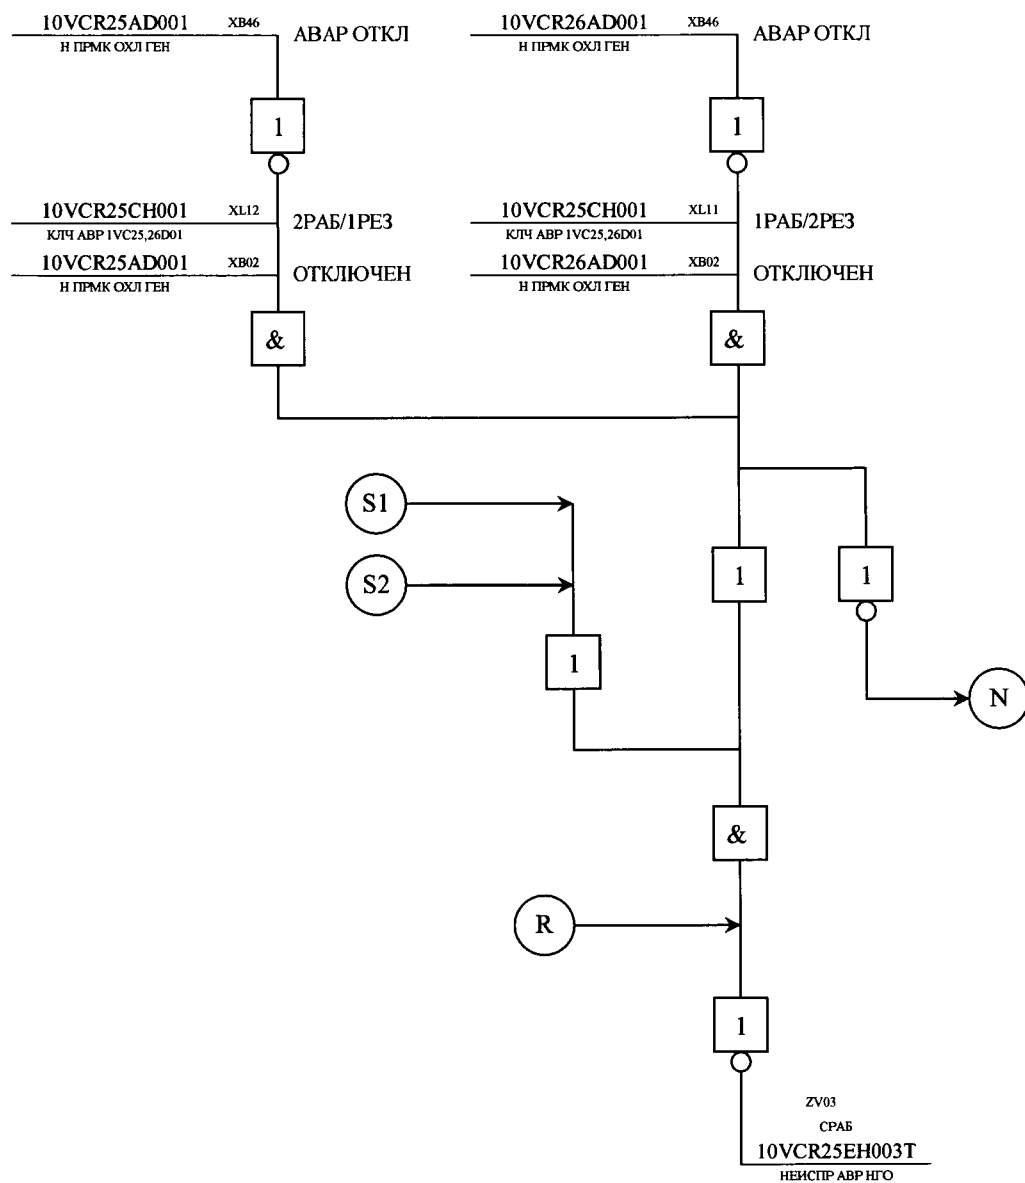 10VCR25AD001 XB46 АВАР ОТКЛ
Н ПРМК ОХЛ ГЕН
10VCR26AD001 XB46 АВАР ОТКЛ
Н ПРМК ОХЛ ГЕН
1
1
10VCR25CH001 XL12 2РАБ/1РЕЗ
КЛЧ АВР 1VC25,26D01
10VCR25CH001 XL11 1РАБ/2РЕЗ
КЛЧ АВР 1VC25,26D01
10VCR25AD001 XB02 ОТКЛЮЧЕН
Н ПРМК ОХЛ ГЕН
10VCR26AD001 XB02 ОТКЛЮЧЕН
Н ПРМК ОХЛ ГЕН
&
&
S1
S2
1
1
1
N
&
R
1
ZV03
СРАБ
10VCR25EH003T
НЕИСПР АВР НГО